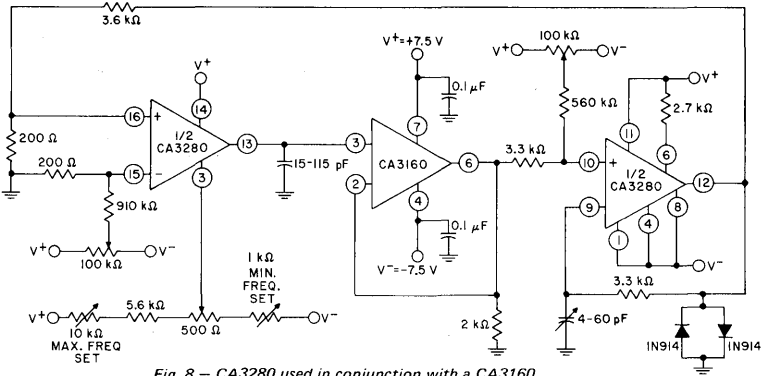 3.6 kΩ
V+
14
16
+
1/2
CA3280
13
200 Ω
200 Ω
15
−
3
910 kΩ
V+
V−
100 kΩ
V+
10 kΩ
MAX. FREQ
SET
5.6 kΩ
500 Ω
1 kΩ
MIN.
FREQ.
SET
V−
15-115 pF
V+=+7.5 V
0.1 μF
7
3
CA3160
6
2
4
0.1 μF
V−=−7.5 V
2 kΩ
100 kΩ
V+
V−
560 kΩ
3.3 kΩ
V+
2.7 kΩ
11
6
10
+
1/2
CA3280
12
9
−
1
4
8
V−
3.3 kΩ
4-60 pF
1N914
1N914
Fig. 8 – CA3280 used in conjunction with a CA3160